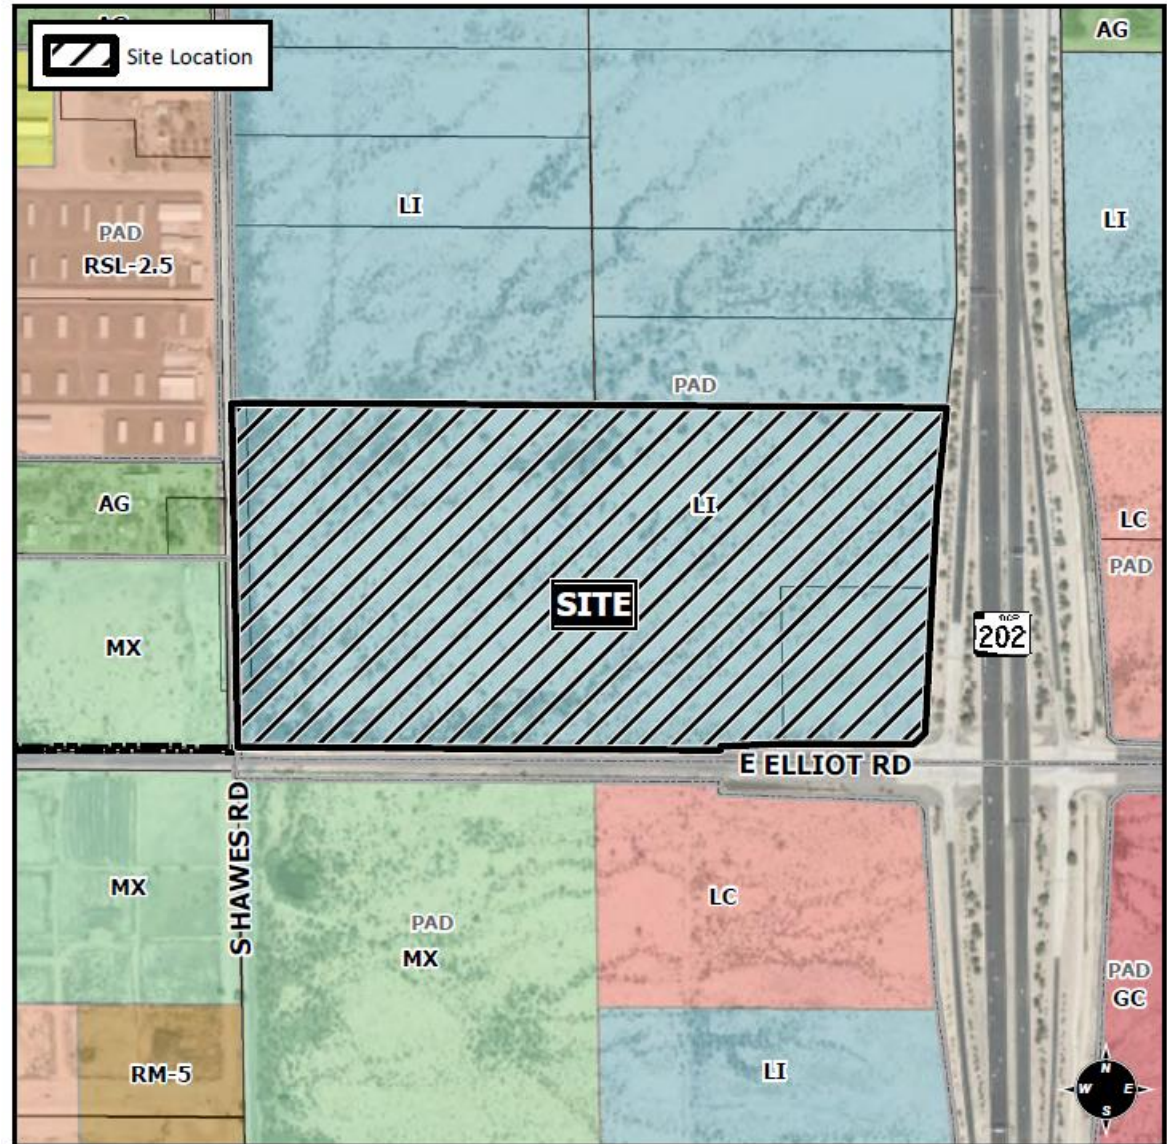 AG
Site Location
AG
LI
LI
PAD
RSL-2.5
PAD
LI
AG
LC
PAD
SITE
202
MX
E ELLIOT RD
S HAWES RD
MX
LC
PAD
MX
PAD
GC
RM-5
LI
N
W E
S